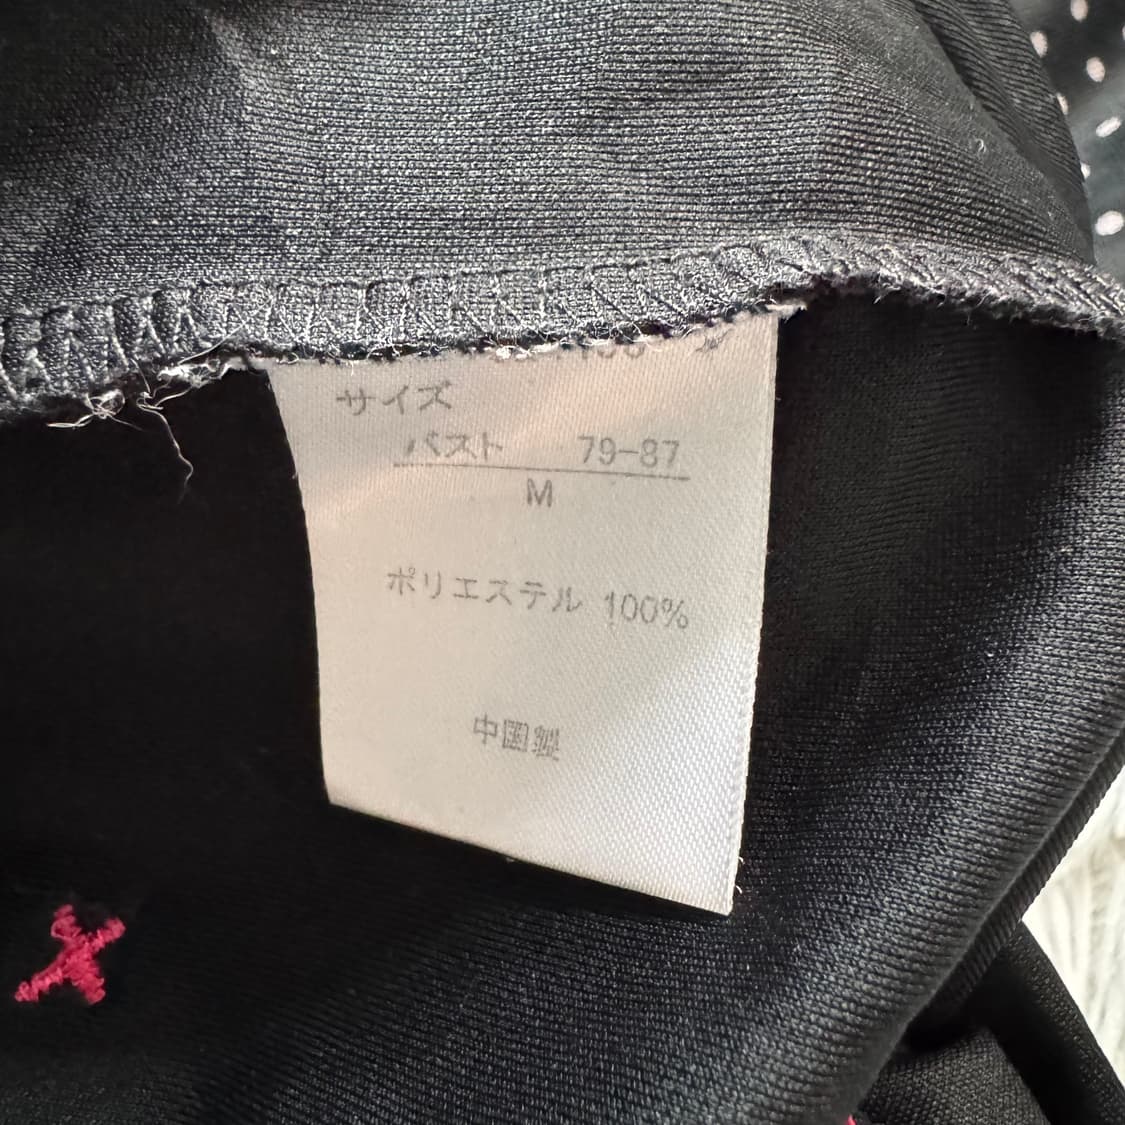 サイズ
バスト 79-87
M
ポリエステル 100%
中国製